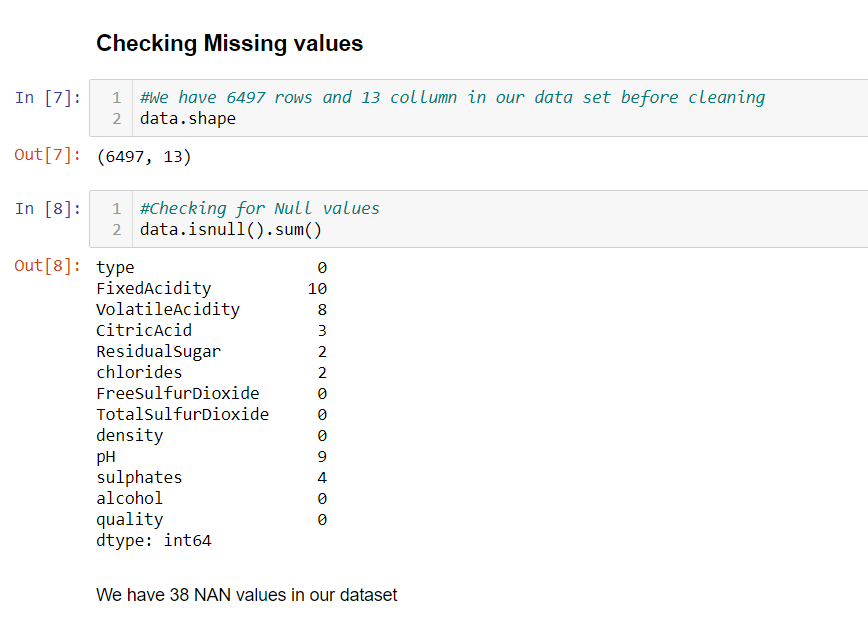 Checking Missing values
In [7]: 1 #We have 6497 rows and 13 collumn in our data set before cleaning
2 data.shape
Out[7]: (6497, 13)
In [8]: 1 #Checking for Null values
2 data.isnull().sum()
Out[8]: type 0
FixedAcidity 10
VolatileAcidity 8
CitricAcid 3
ResidualSugar 2
chlorides 2
FreeSulfurDioxide 0
TotalSulfurDioxide 0
density 0
pH 9
sulphates 4
alcohol 0
quality 0
dtype: int64
We have 38 NAN values in our dataset